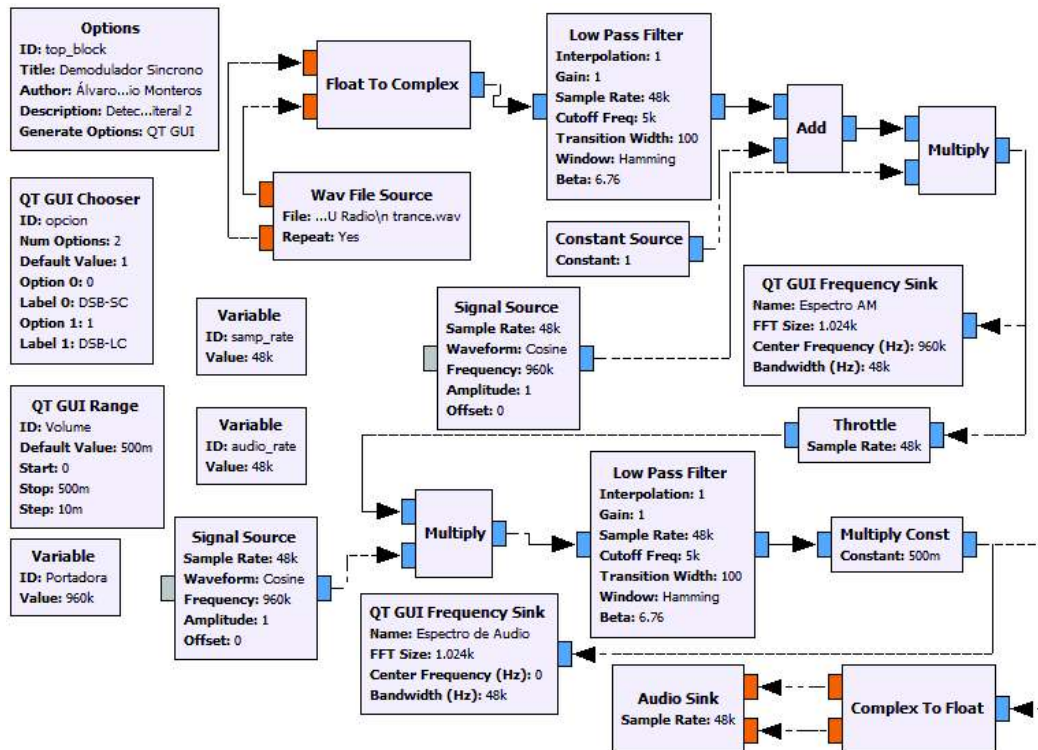 Options
ID: top_block
Title: Demodulador Sincrono
Author: Álvaro...io Monteros
Description: Detec...iteral 2
Generate Options: QT GUI
Float To Complex
Low Pass Filter
Interpolation: 1
Gain: 1
Sample Rate: 48k
Cutoff Freq: 5k
Transition Width: 100
Window: Hamming
Beta: 6.76
Add
Multiply
QT GUI Chooser
ID: opcion
Num Options: 2
Default Value: 1
Option 0: 0
Label 0: DSB-SC
Option 1: 1
Label 1: DSB-LC
Wav File Source
File: ...U Radio\n trance.wav
Repeat: Yes
Constant Source
Constant: 1
Variable
ID: samp_rate
Value: 48k
Signal Source
Sample Rate: 48k
Waveform: Cosine
Frequency: 960k
Amplitude: 1
Offset: 0
QT GUI Frequency Sink
Name: Espectro AM
FFT Size: 1.024k
Center Frequency (Hz): 960k
Bandwidth (Hz): 48k
QT GUI Range
ID: Volume
Default Value: 500m
Start: 0
Stop: 500m
Step: 10m
Variable
ID: audio_rate
Value: 48k
Throttle
Sample Rate: 48k
Variable
ID: Portadora
Value: 960k
Signal Source
Sample Rate: 48k
Waveform: Cosine
Frequency: 960k
Amplitude: 1
Offset: 0
Multiply
Low Pass Filter
Interpolation: 1
Gain: 1
Sample Rate: 48k
Cutoff Freq: 5k
Transition Width: 100
Window: Hamming
Beta: 6.76
Multiply Const
Constant: 500m
QT GUI Frequency Sink
Name: Espectro de Audio
FFT Size: 1.024k
Center Frequency (Hz): 0
Bandwidth (Hz): 48k
Audio Sink
Sample Rate: 48k
Complex To Float